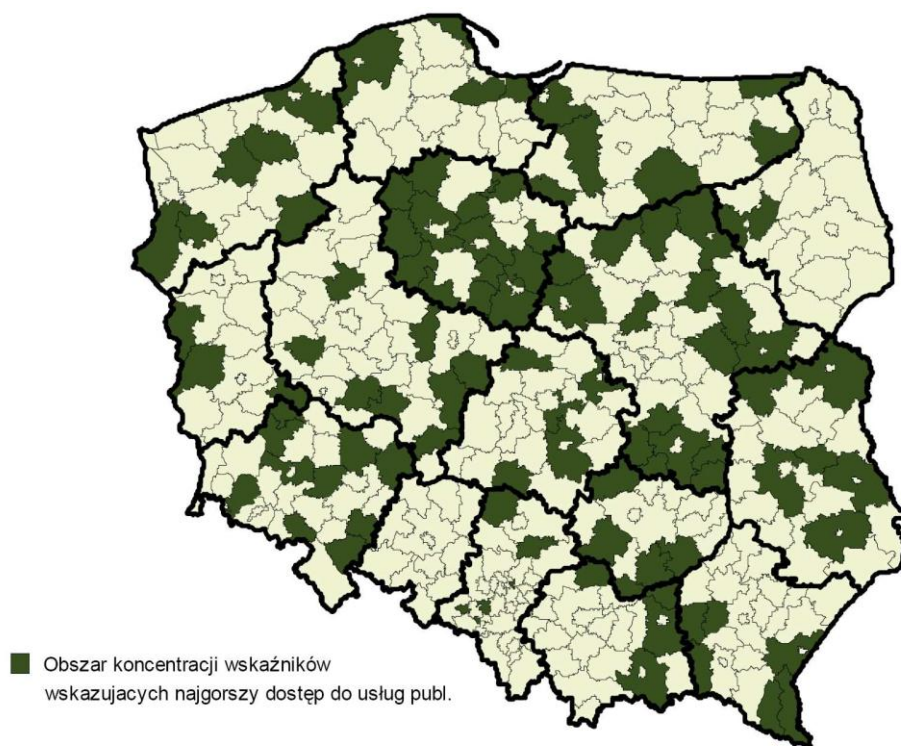 Obszar koncentracji wskaźników
wskazujacych najgorszy dostęp do usług publ.